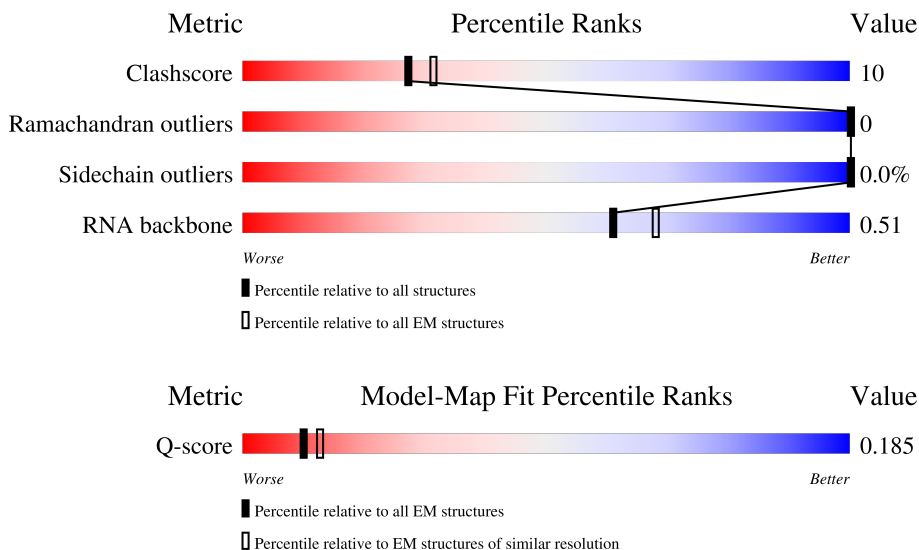 Metric Percentile Ranks Value
Clashscore 10
Ramachandran outliers 0
Sidechain outliers 0.0%
RNA backbone 0.51
Worse Better
Percentile relative to all structures
Percentile relative to all EM structures
Metric Model-Map Fit Percentile Ranks Value
Q-score 0.185
Worse Better
Percentile relative to all EM structures
Percentile relative to EM structures of similar resolution